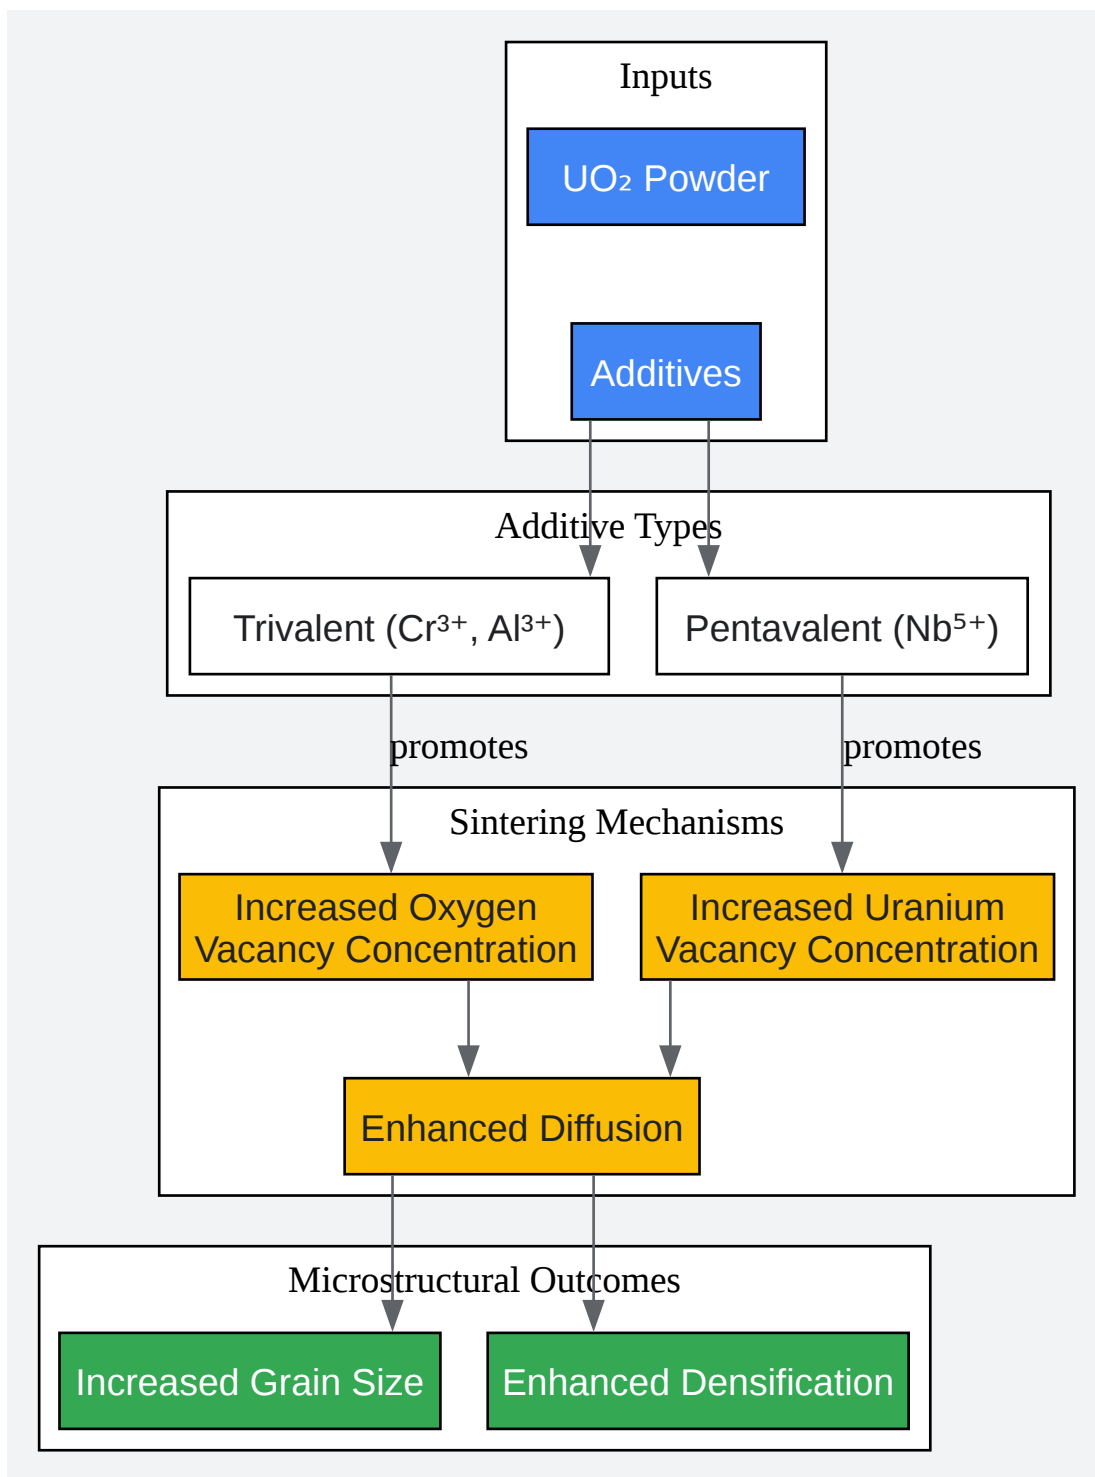 Inputs
UO₂ Powder
Additives
Additive Types
Trivalent (Cr³⁺, Al³⁺)
Pentavalent (Nb⁵⁺)
promotes
promotes
Sintering Mechanisms
Increased Oxygen
Vacancy Concentration
Increased Uranium
Vacancy Concentration
Enhanced Diffusion
Microstructural Outcomes
Increased Grain Size
Enhanced Densification